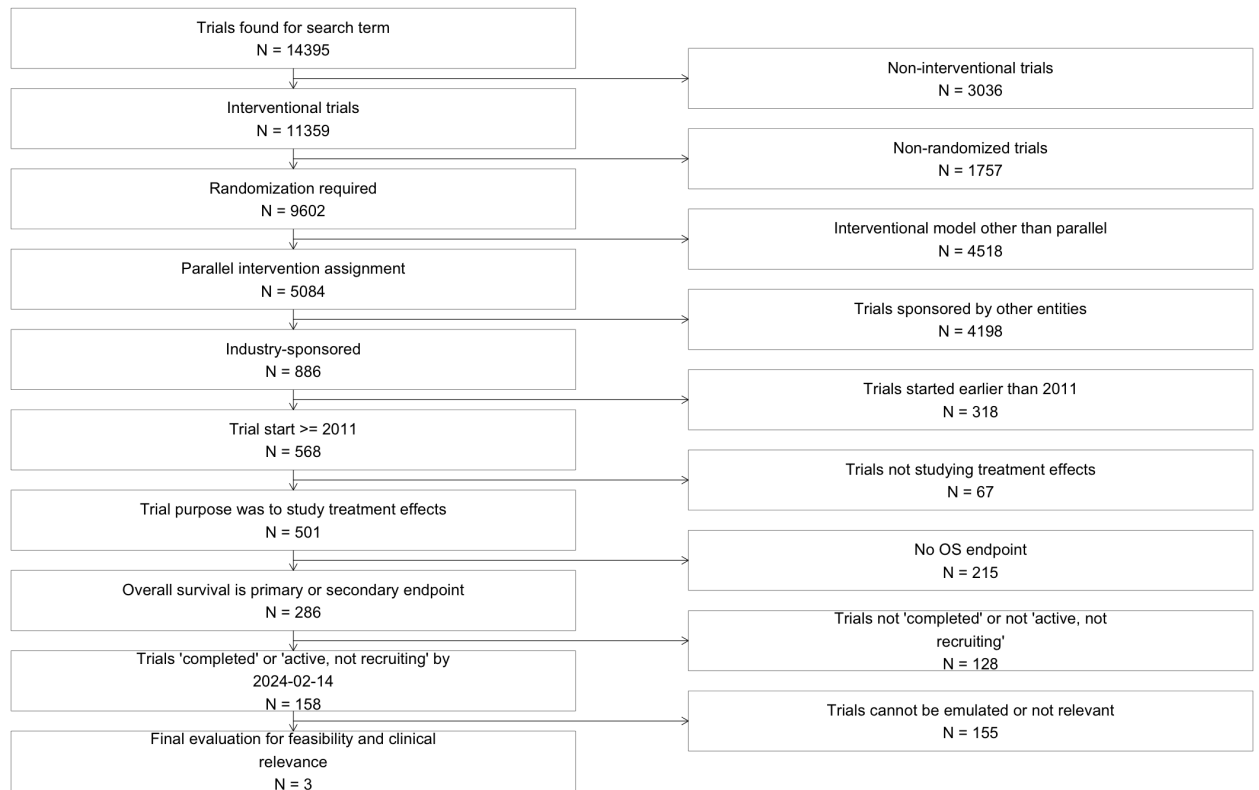 Trials found for search term
N = 14395
Non-interventional trials
N = 3036
Interventional trials
N = 11359
Non-randomized trials
N = 1757
Randomization required
N = 9602
Interventional model other than parallel
N = 4518
Parallel intervention assignment
N = 5084
Trials sponsored by other entities
N = 4198
Industry-sponsored
N = 886
Trials started earlier than 2011
N = 318
Trial start >= 2011
N = 568
Trials not studying treatment effects
N = 67
Trial purpose was to study treatment effects
N = 501
No OS endpoint
N = 215
Overall survival is primary or secondary endpoint
N = 286
Trials not 'completed' or not 'active, not
recruiting'
N = 128
Trials 'completed' or 'active, not recruiting' by
2024-02-14
N = 158
Trials cannot be emulated or not relevant
N = 155
Final evaluation for feasibility and clinical
relevance
N = 3